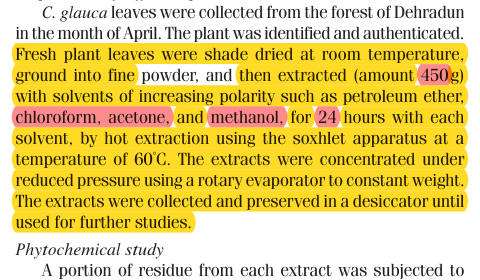 C. glauca leaves were collected from the forest of Dehradun
in the month of April. The plant was identified and authenticated.
Fresh plant leaves were shade dried at room temperature,
ground into fine powder, and then extracted (amount 450g)
with solvents of increasing polarity such as petroleum ether,
chloroform, acetone, and methanol, for 24 hours with each
solvent, by hot extraction using the soxhlet apparatus at a
temperature of 60°C. The extracts were concentrated under
reduced pressure using a rotary evaporator to constant weight.
The extracts were collected and preserved in a desiccator until
used for further studies.
Phytochemical study
A portion of residue from each extract was subjected to